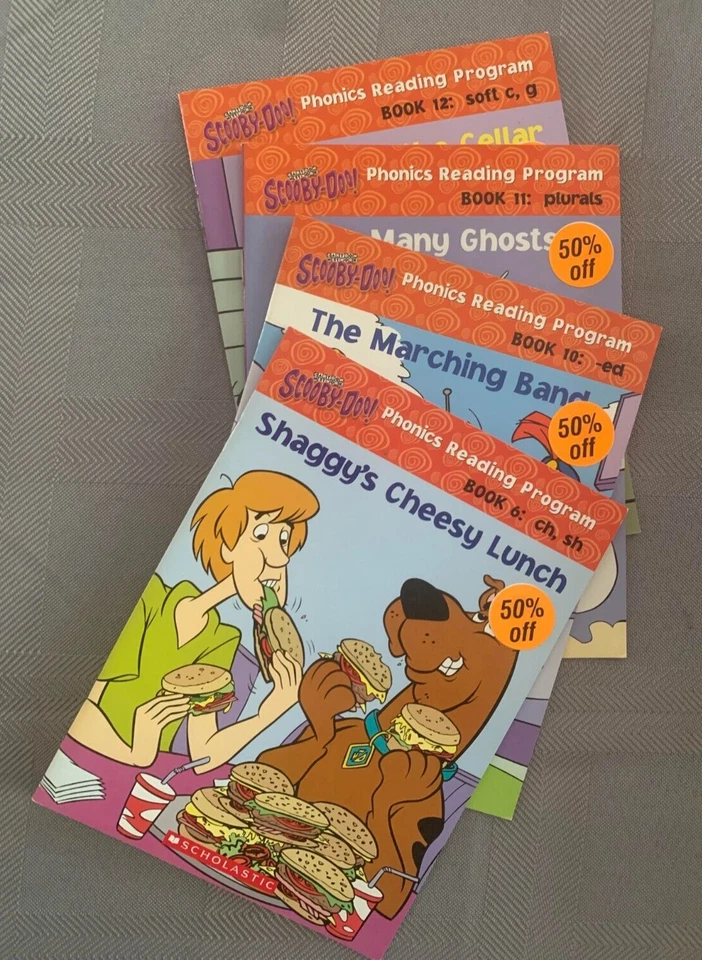 SCOOBY-DOO!
Phonics Reading Program
BOOK 12: soft c, g
Cellar
SCOOBY-DOO!
Phonics Reading Program
BOOK 11: plurals
Many Ghosts
50%
off
SCOOBY-DOO!
Phonics Reading Program
BOOK 10: -ed
The Marching Band
50%
off
SCOOBY-DOO!
Phonics Reading Program
BOOK 6: ch, sh
Shaggy's Cheesy Lunch
50%
off
SCHOLASTIC